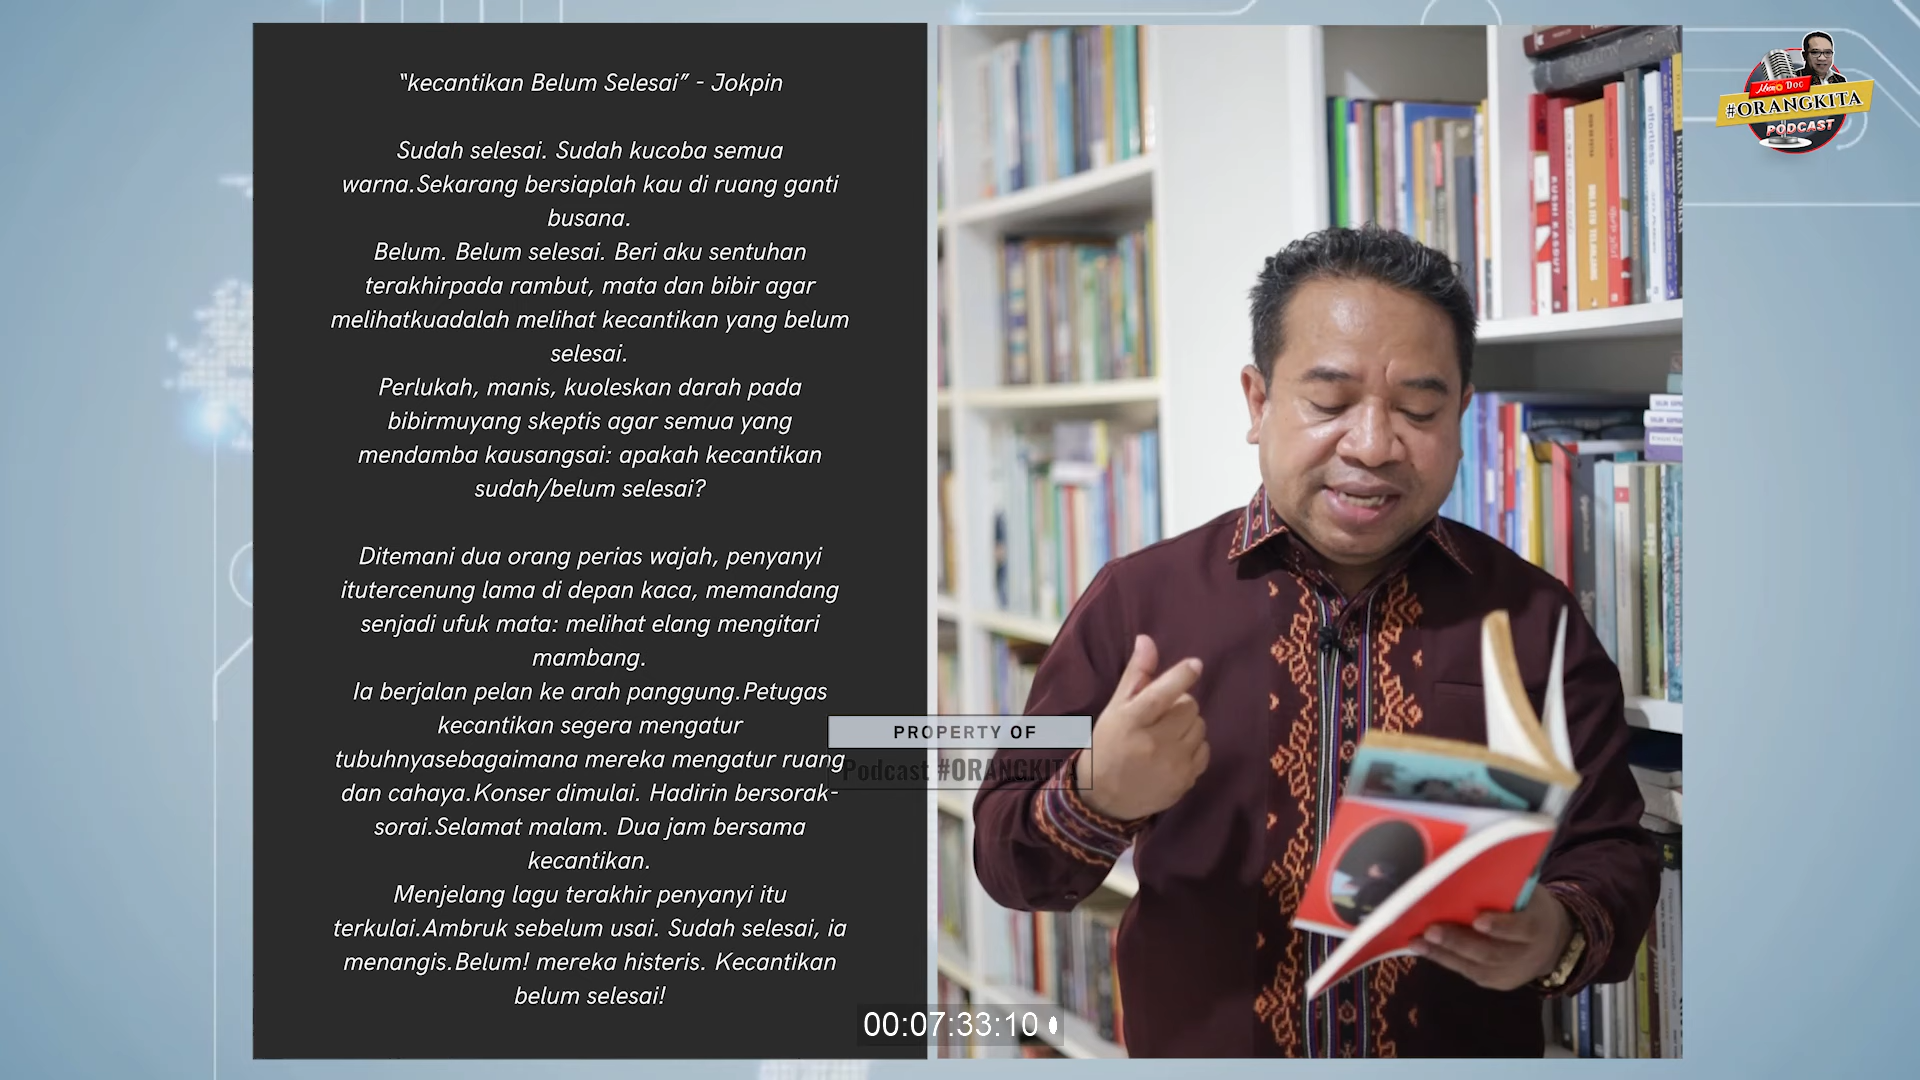 “kecantikan Belum Selesai” - Jokpin
Sudah selesai. Sudah kucoba semua
warna.Sekarang bersiaplah kau di ruang ganti
busana.
Belum. Belum selesai. Beri aku sentuhan
terakhirpada rambut, mata dan bibir agar
melihatkuadalah melihat kecantikan yang belum
selesai.
Perlukah, manis, kuoleskan darah pada
bibirmuyang skeptis agar semua yang
mendamba kausangsai: apakah kecantikan
sudah/belum selesai?
Ditemani dua orang perias wajah, penyanyi
itutercenung lama di depan kaca, memandang
senjadi ufuk mata: melihat elang mengitari
mambang.
Ia berjalan pelan ke arah panggung.Petugas
kecantikan segera mengatur
tubuhnyasebagaimana mereka mengatur ruang
dan cahaya.Konser dimulai. Hadirin bersorak-
sorai.Selamat malam. Dua jam bersama
kecantikan.
Menjelang lagu terakhir penyanyi itu
terkulai.Ambruk sebelum usai. Sudah selesai, ia
menangis.Belum! mereka histeris. Kecantikan
belum selesai!
PROPERTY OF
Podcast #ORANGKITA
00:07:33:10
Doc
#ORANGKITA
PODCAST
effortless
KUSNI KASDUT